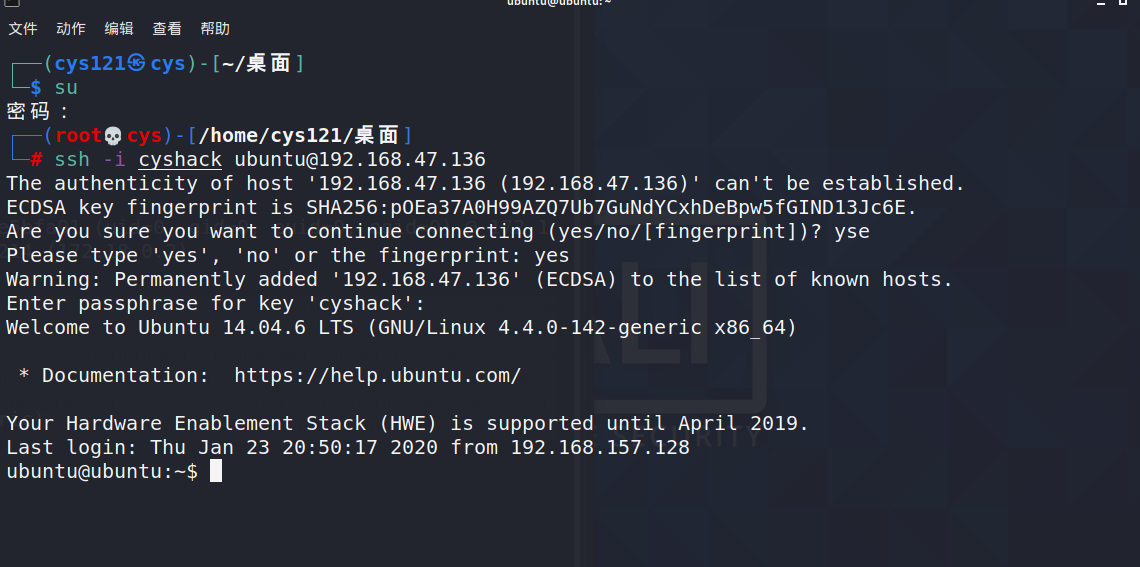 ubuntu@ubuntu: ~
文件 动作 编辑 查看 帮助
┌──(cys121㉿cys)-[~/桌面]
└─$ su
密码：
┌──(root💀cys)-[/home/cys121/桌面]
└─# ssh -i cyshack ubuntu@192.168.47.136
The authenticity of host '192.168.47.136 (192.168.47.136)' can't be established.
ECDSA key fingerprint is SHA256:pOEa37A0H99AZQ7Ub7GuNdYCxhDeBpw5fGIND13Jc6E.
Are you sure you want to continue connecting (yes/no/[fingerprint])? yse
Please type 'yes', 'no' or the fingerprint: yes
Warning: Permanently added '192.168.47.136' (ECDSA) to the list of known hosts.
Enter passphrase for key 'cyshack':
Welcome to Ubuntu 14.04.6 LTS (GNU/Linux 4.4.0-142-generic x86_64)
 * Documentation:  https://help.ubuntu.com/
Your Hardware Enablement Stack (HWE) is supported until April 2019.
Last login: Thu Jan 23 20:50:17 2020 from 192.168.157.128
ubuntu@ubuntu:~$